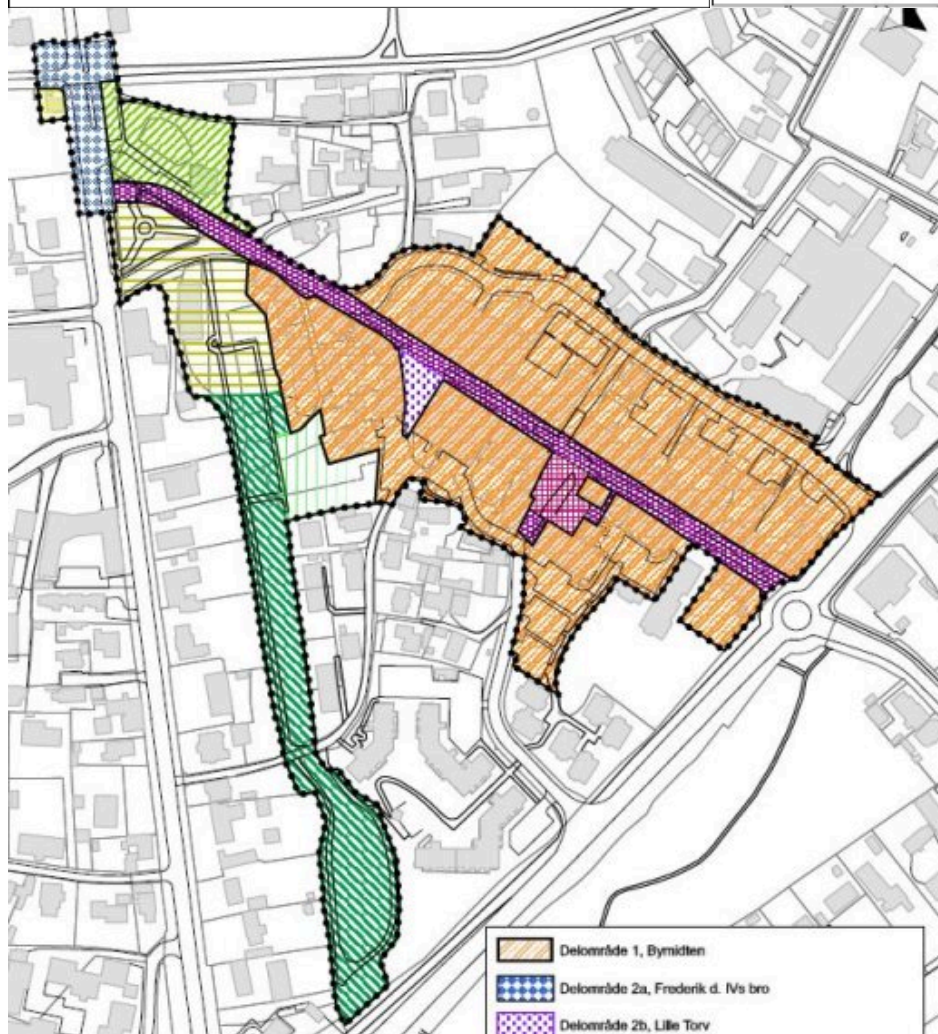 Delområde 1, Bymidten
Delområde 2a, Frederik d. IVs bro
Delområde 2b, Lille Torv